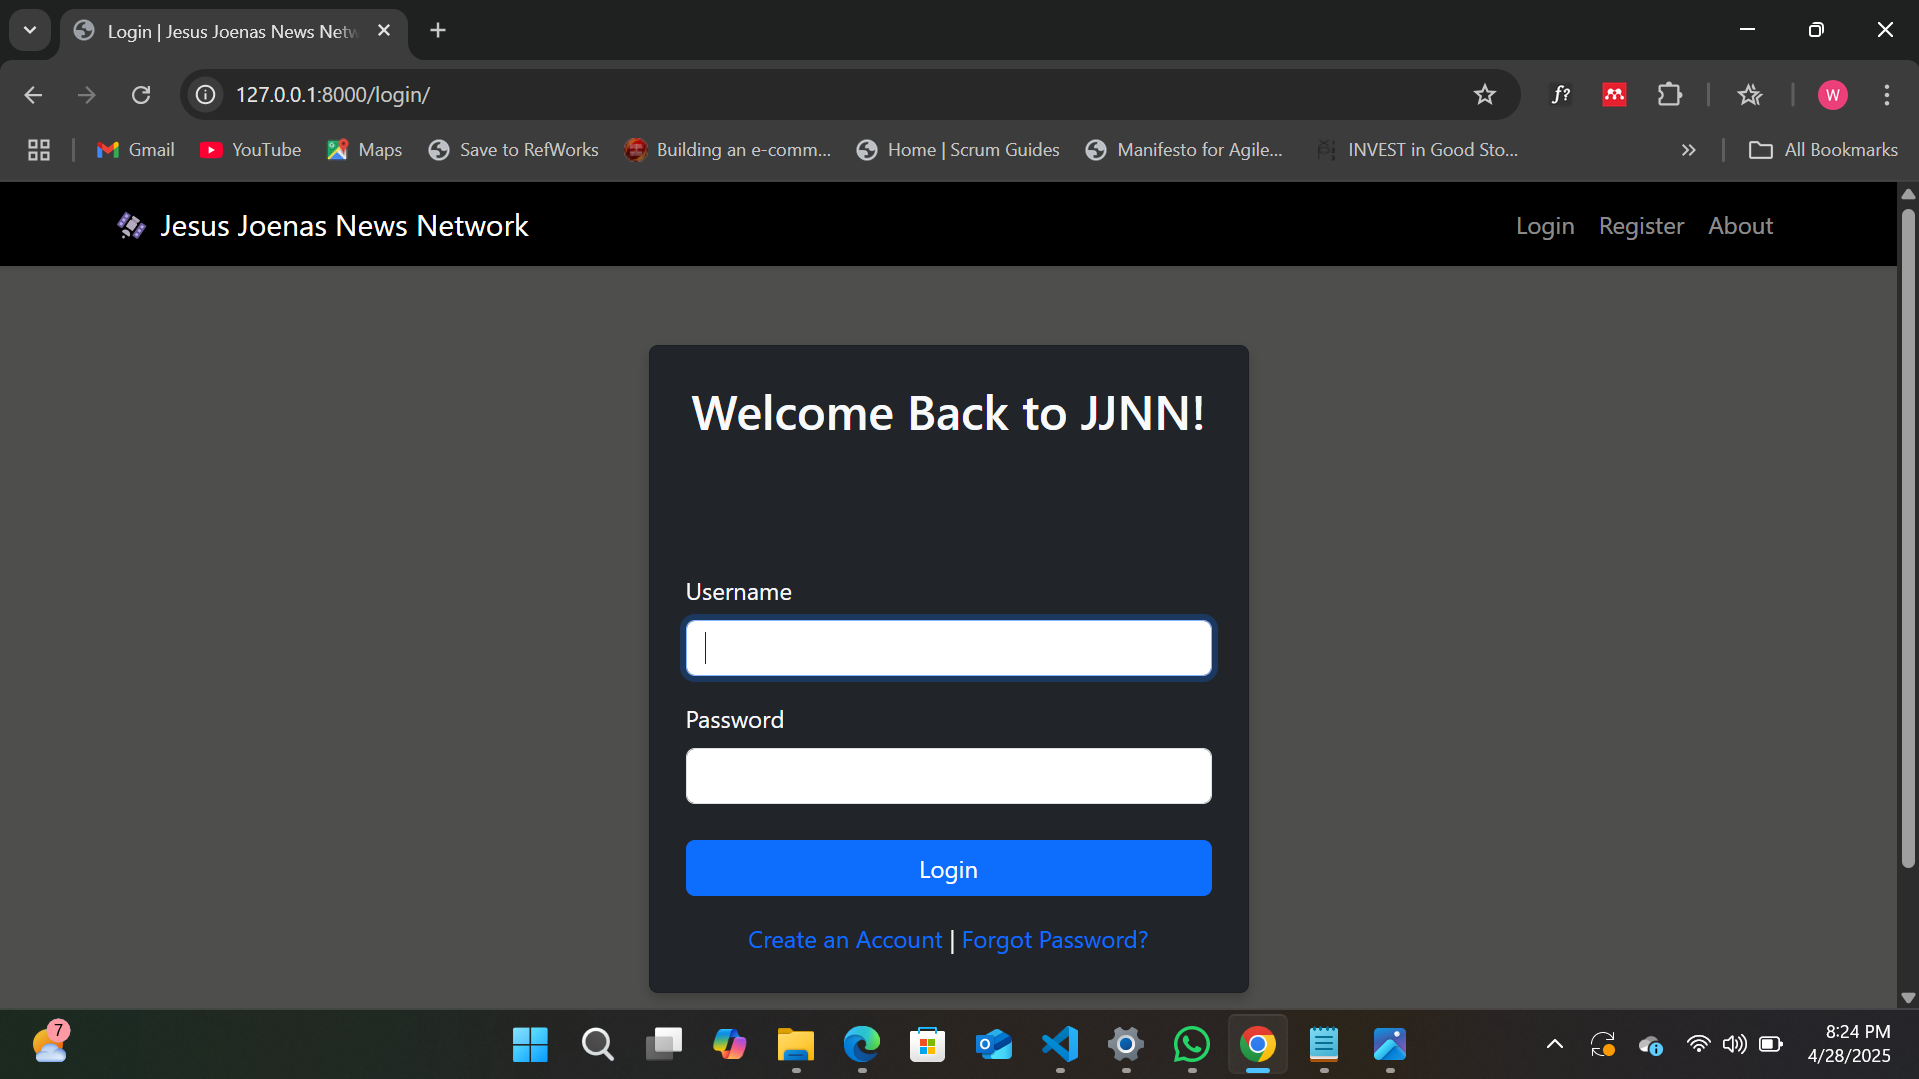 Login | Jesus Joenas News Netw
127.0.0.1:8000/login/
f?
W
Gmail
YouTube
Maps
Save to RefWorks
Building an e-comm...
Home | Scrum Guides
Manifesto for Agile...
INVEST in Good Sto...
All Bookmarks
Jesus Joenas News Network
Login
Register
About
Welcome Back to JJNN!
Username
Password
Login
Create an Account | Forgot Password?
7
8:24 PM
4/28/2025